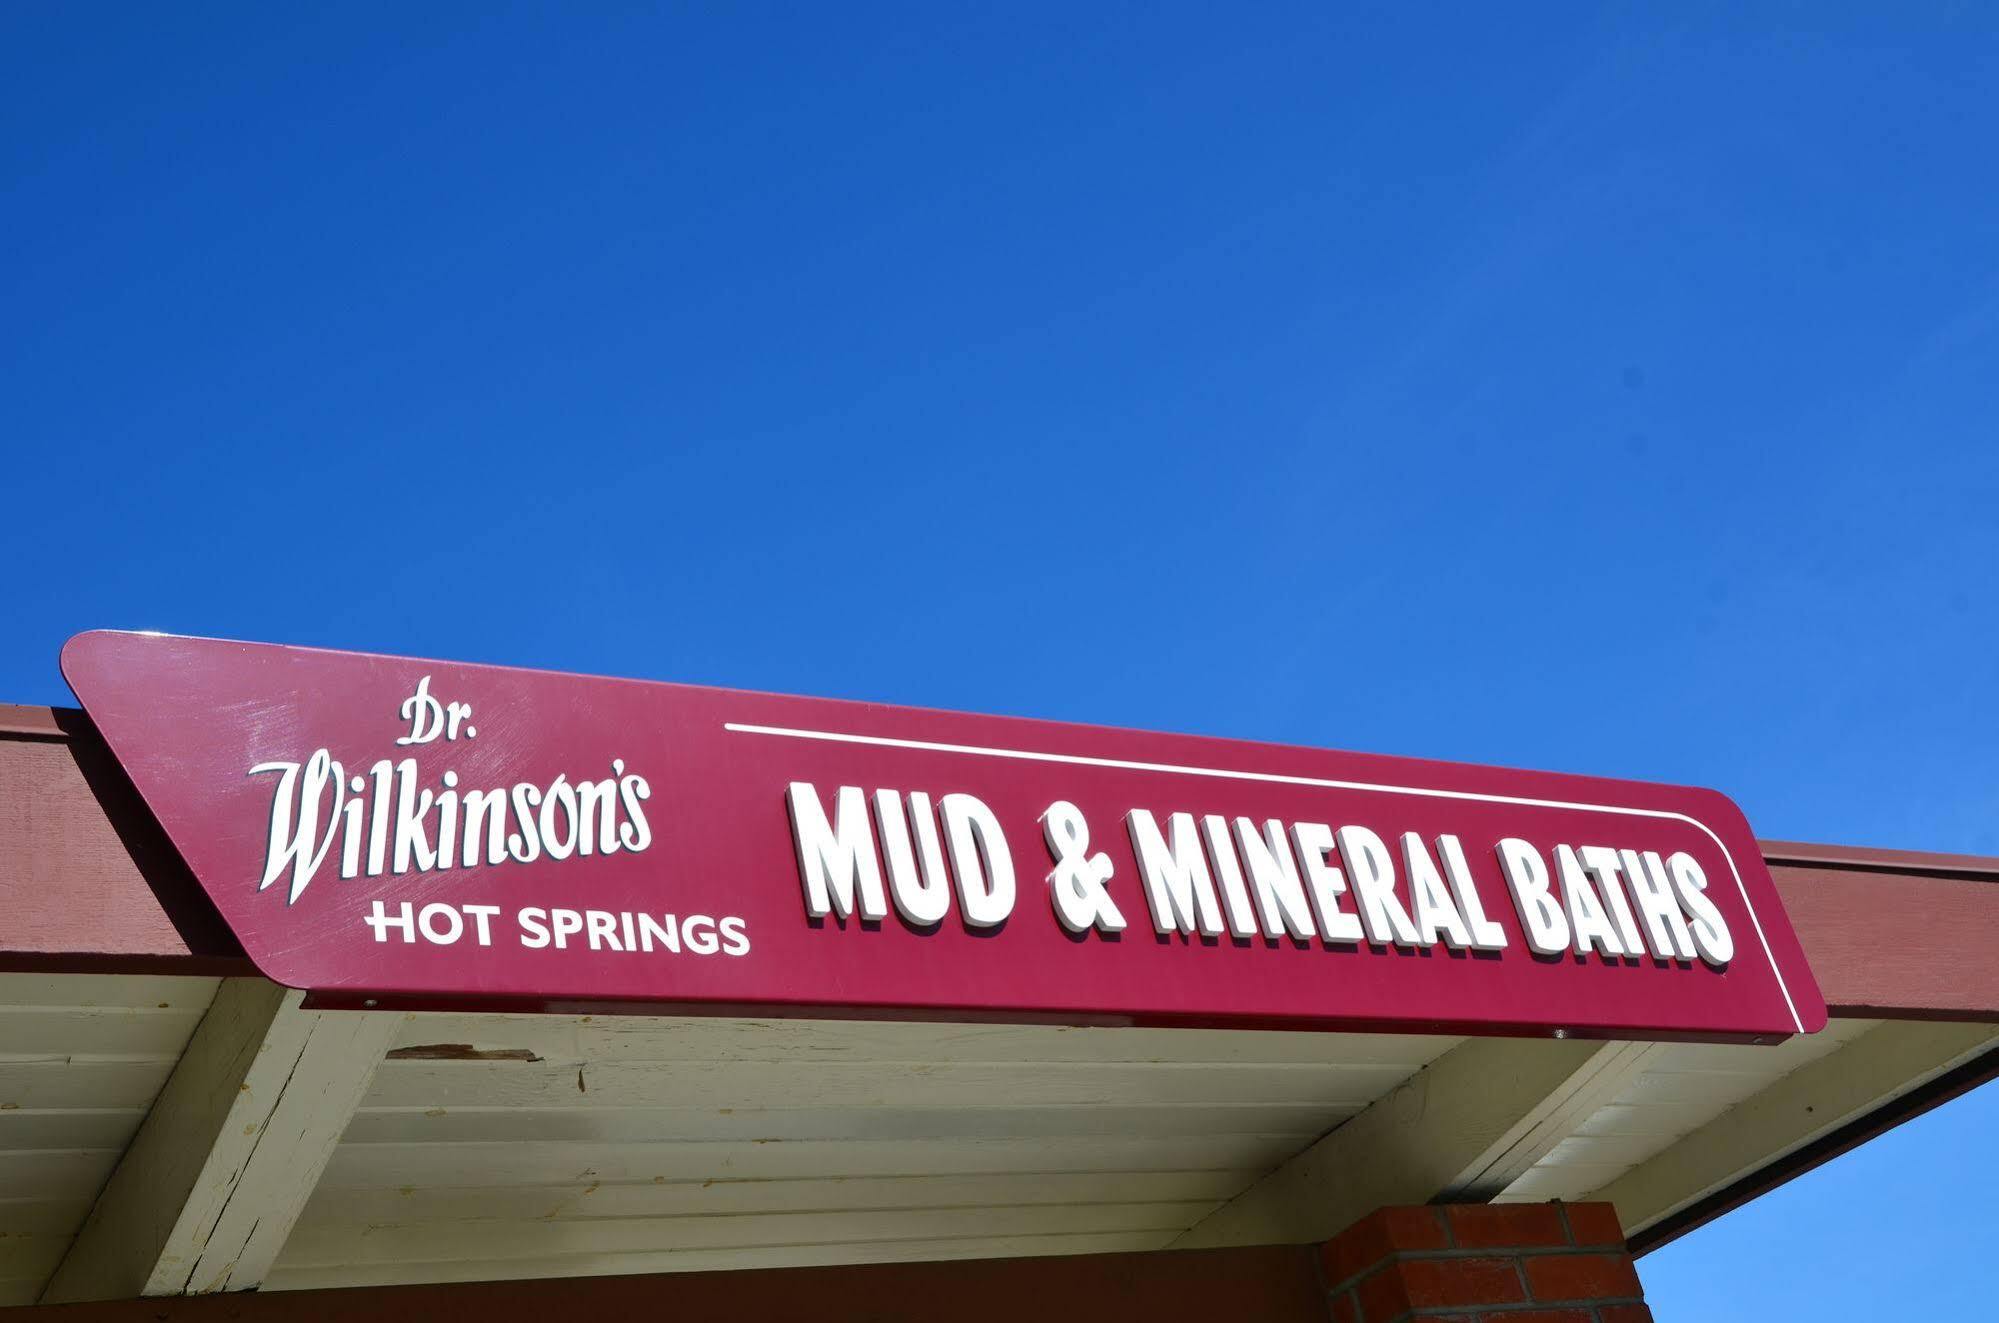 Dr.
Wilkinson's
HOT SPRINGS
MUD & MINERAL BATHS